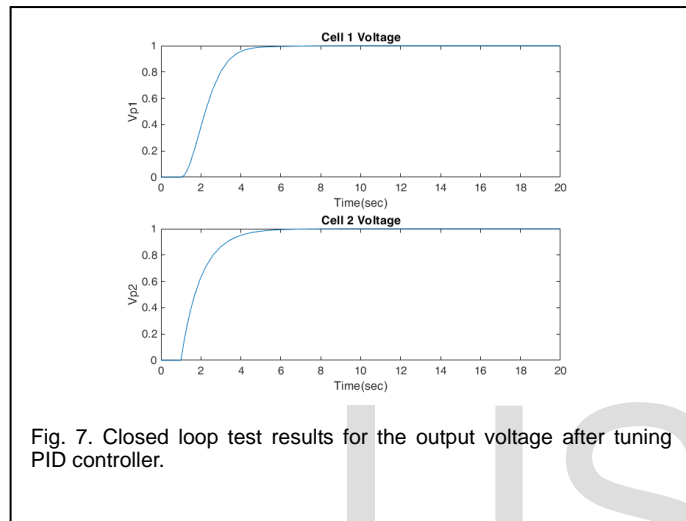 Cell 1 Voltage
1
0.8
0.6
0.4
0.2
0
Vp1
0 2 4 6 8 10 12 14 16 18 20
Time(sec)
Cell 2 Voltage
1
0.8
0.6
0.4
0.2
0
Vp2
0 2 4 6 8 10 12 14 16 18 20
Time(sec)
Fig. 7. Closed loop test results for the output voltage after tuning
PID controller.
US